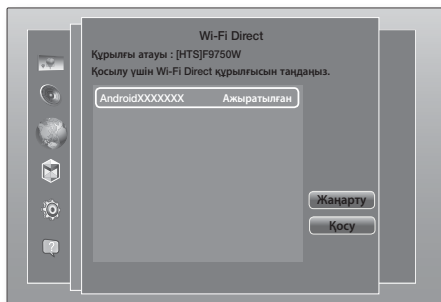 Wi-Fi Direct
Құрылғы атауы : [HTS]F9750W
Қосылу үшін Wi-Fi Direct құрылғысын таңдаңыз.
AndroidXXXXXXX Ажыратылған
Жаңарту
Қосу